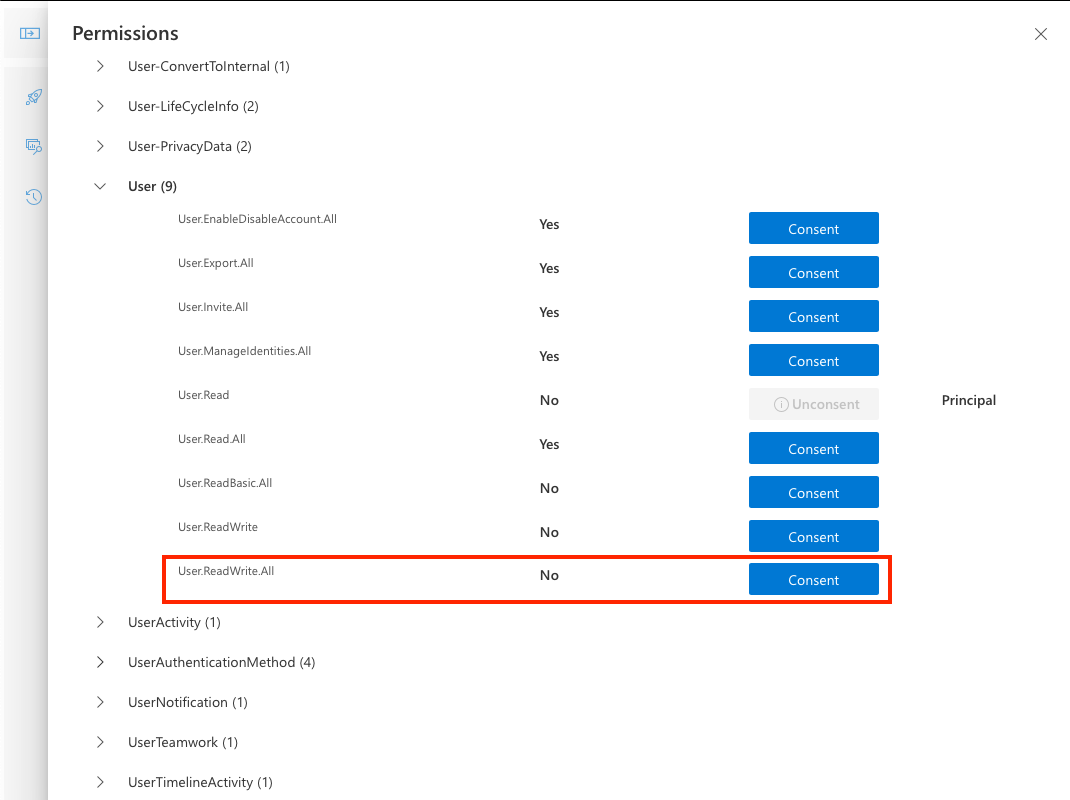 Permissions
User-ConvertToInternal (1)
User-LifeCycleInfo (2)
User-PrivacyData (2)
User (9)
User.EnableDisableAccount.All Yes Consent
User.Export.All Yes Consent
User.Invite.All Yes Consent
User.ManageIdentities.All Yes Consent
User.Read No Unconsent Principal
User.Read.All Yes Consent
User.ReadBasic.All No Consent
User.ReadWrite No Consent
User.ReadWrite.All No Consent
UserActivity (1)
UserAuthenticationMethod (4)
UserNotification (1)
UserTeamwork (1)
UserTimelineActivity (1)